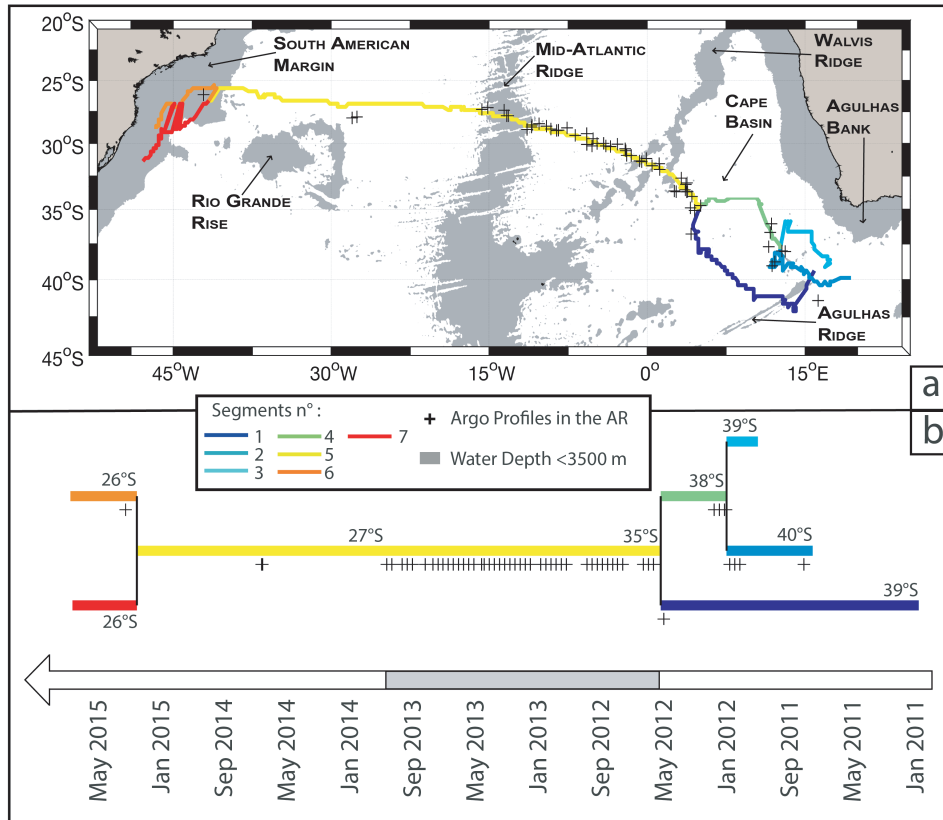 20°S
25°S
30°S
35°S
40°S
45°S
45°W
30°W
15°W
0°
15°E
South American
Margin
Mid-Atlantic
Ridge
Walvis
Ridge
Cape
Basin
Agulhas
Bank
Rio Grande
Rise
Agulhas
Ridge
a
Segments n° :
1
2
3
4
5
6
7
+ Argo Profiles in the AR
Water Depth <3500 m
b
39°S
26°S
38°S
27°S
35°S
40°S
26°S
39°S
May 2015
Jan 2015
Sep 2014
May 2014
Jan 2014
Sep 2013
May 2013
Jan 2013
Sep 2012
May 2012
Jan 2012
Sep 2011
May 2011
Jan 2011